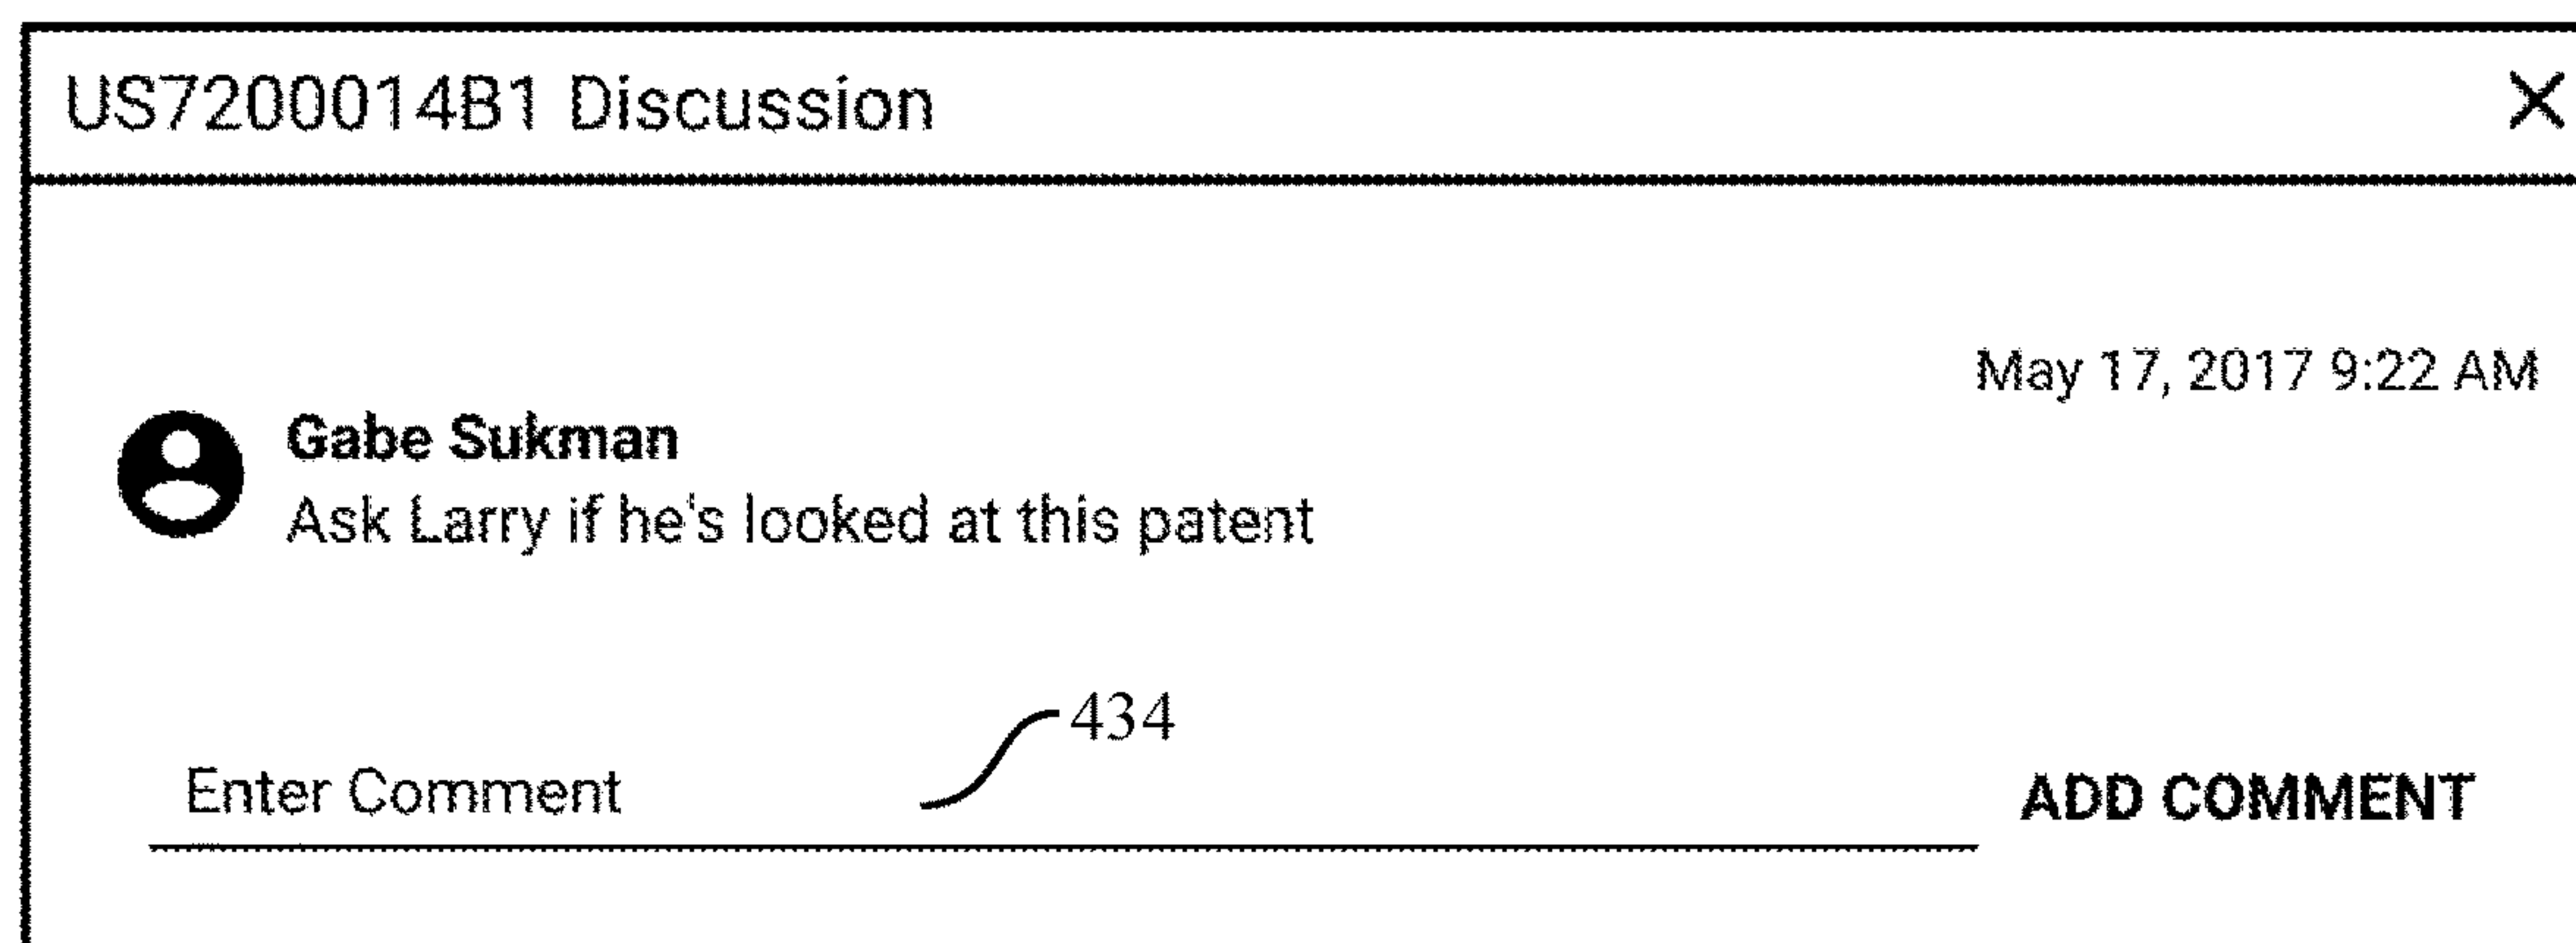 US7200014B1 Discussion
May 17, 2017 9:22 AM
Gabe Sukman
Ask Larry if he's looked at this patent
434
Enter Comment
ADD COMMENT